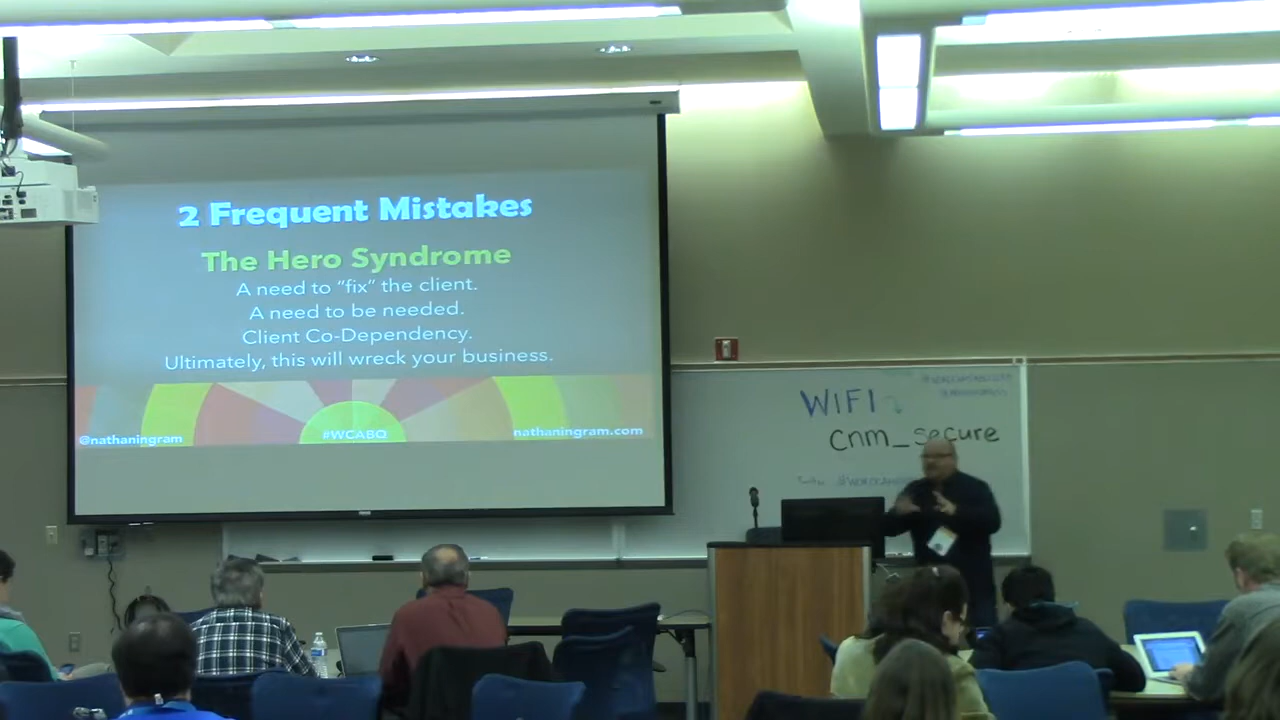 2 Frequent Mistakes
The Hero Syndrome
A need to “fix” the client.
A need to be needed.
Client Co-Dependency.
Ultimately, this will wreck your business.
@nathaningram
#WCABQ
nathaningram.com
WIFI
cnm_secure